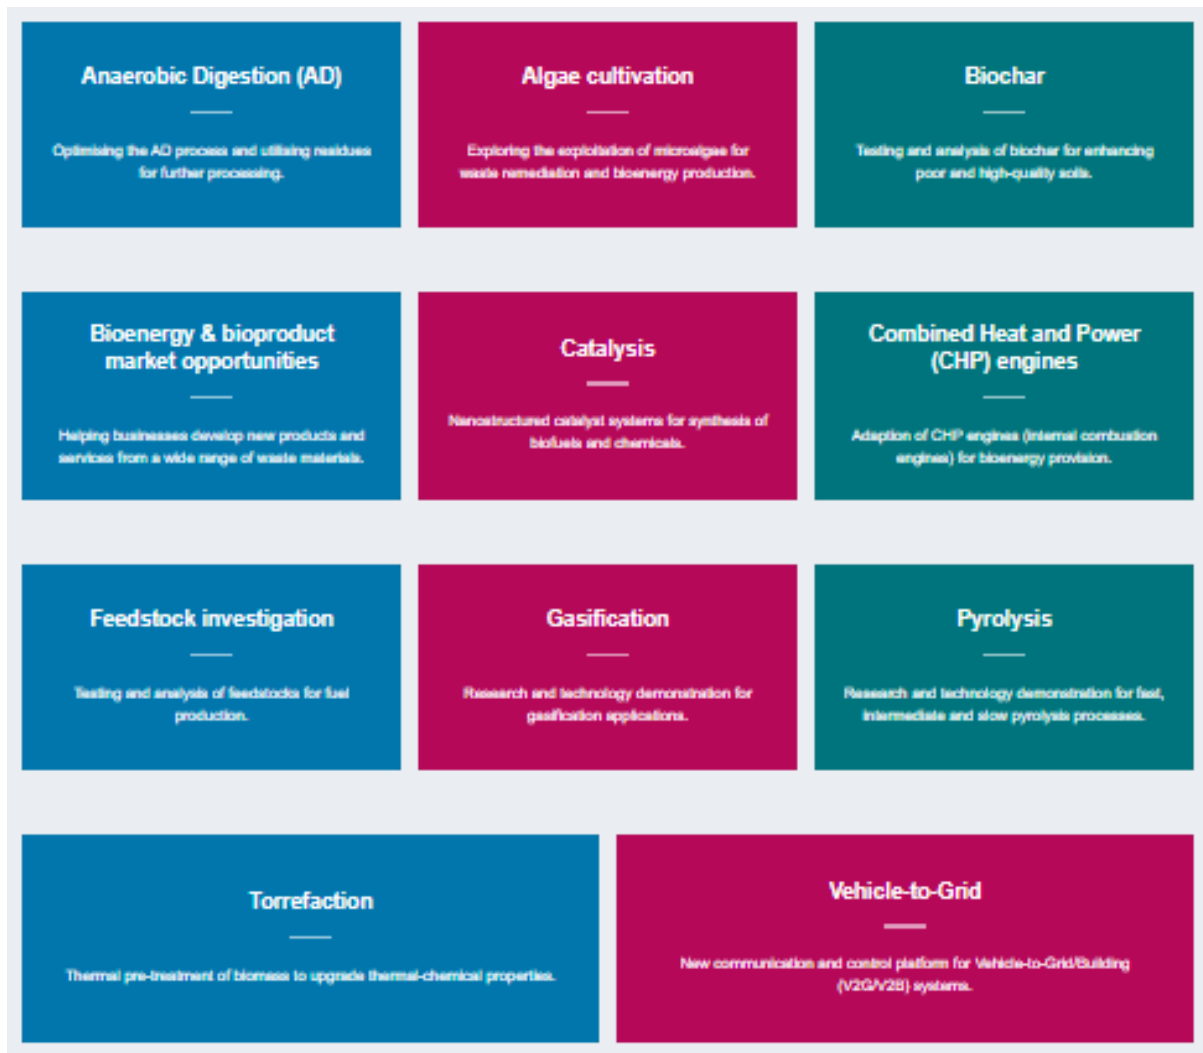 Anaerobic Digestion (AD)
Optimising the AD process and utilising residues
for further processing.
Algae cultivation
Exploring the exploitation of microalgae for
waste remediation and bioenergy production.
Biochar
Testing and analysis of biochar for enhancing
poor and high-quality soils.
Bioenergy & bioproduct
market opportunities
Helping businesses develop new products and
services from a wide range of waste materials.
Catalysis
Nanostructured catalyst systems for synthesis of
biofuels and chemicals.
Combined Heat and Power
(CHP) engines
Adaption of CHP engines (internal combustion
engines) for bioenergy provision.
Feedstock investigation
Testing and analysis of feedstocks for fuel
production.
Gasification
Research and technology demonstration for
gasification applications.
Pyrolysis
Research and technology demonstration for fast,
intermediate and slow pyrolysis processes.
Torrefaction
Thermal pre-treatment of biomass to upgrade thermal-chemical properties.
Vehicle-to-Grid
New communication and control platform for Vehicle-to-Grid/Building
(V2G/V2B) systems.